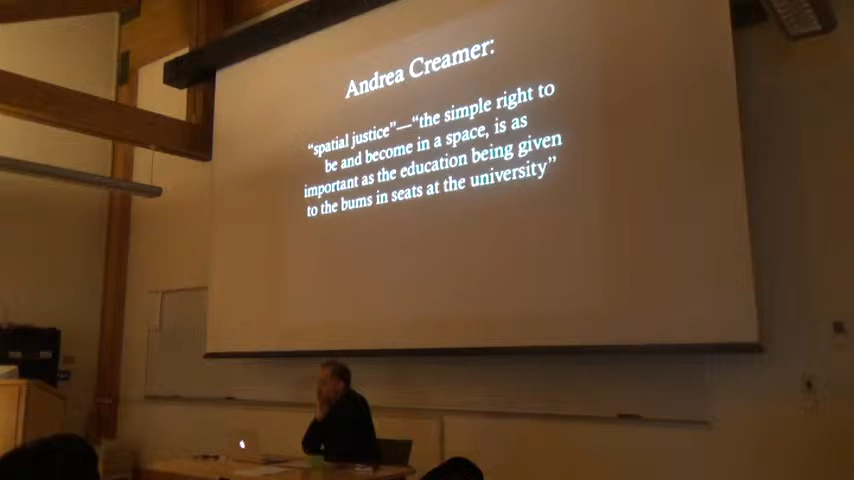 Andrea Creamer:
“spatial justice”—“the simple right to
be and become in a space, is as
important as the education being given
to the bums in seats at the university”